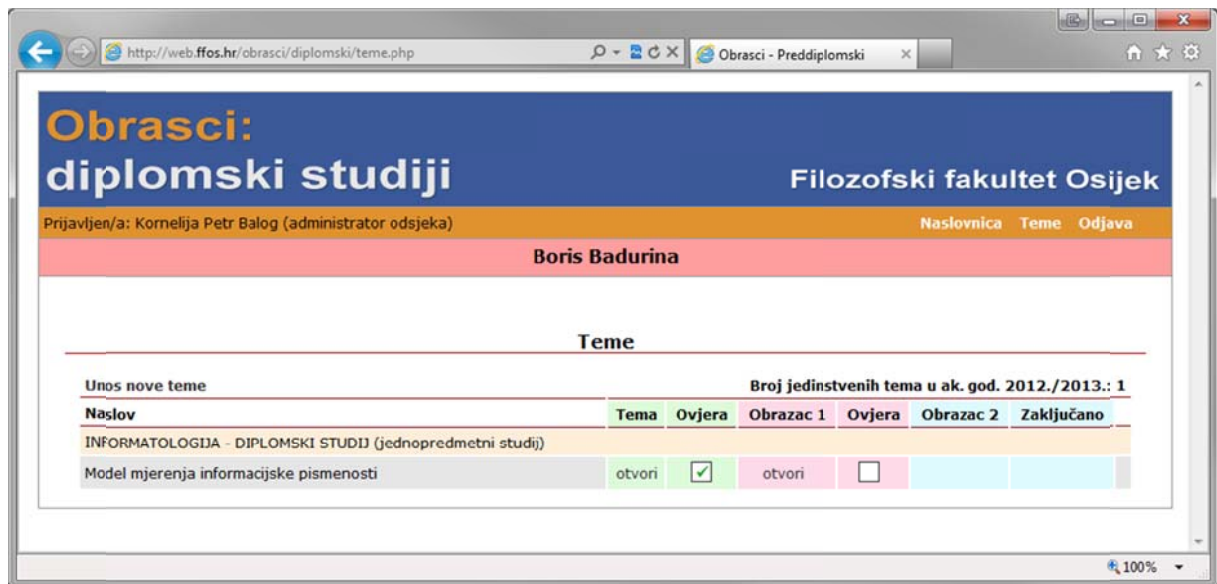 http://web.ffos.hr/obrasci/diplomski/teme.php
Obrasci - Preddiplomski
Obrasci:
diplomski studiji
Filozofski fakultet Osijek
Prijavljen/a: Kornelija Petr Balog (administrator odsjeka)
Naslovnica Teme Odjava
Boris Badurina
Teme
Unos nove teme
Broj jedinstvenih tema u ak. god. 2012./2013.: 1
Naslov Tema Ovjera Obrazac 1 Ovjera Obrazac 2 Zaključano
INFORMATOLOGIJA - DIPLOMSKI STUDIJ (jednopredmetni studij)
Model mjerenja informacijske pismenosti otvori otvori
100%